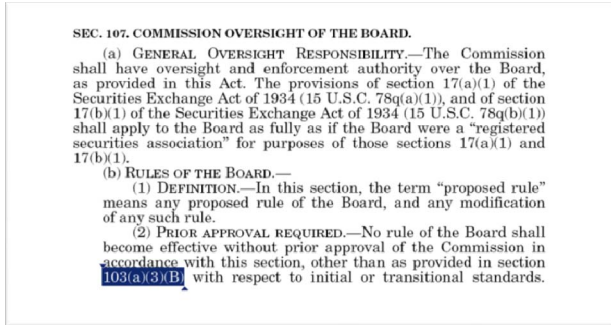 SEC. 107. COMMISSION OVERSIGHT OF THE BOARD.
(a) GENERAL OVERSIGHT RESPONSIBILITY.—The Commission
shall have oversight and enforcement authority over the Board,
as provided in this Act. The provisions of section 17(a)(1) of the
Securities Exchange Act of 1934 (15 U.S.C. 78q(a)(1)), and of section
17(b)(1) of the Securities Exchange Act of 1934 (15 U.S.C. 78q(b)(1))
shall apply to the Board as fully as if the Board were a “registered
securities association” for purposes of those sections 17(a)(1) and
17(b)(1).
(b) RULES OF THE BOARD.—
(1) DEFINITION.—In this section, the term “proposed rule”
means any proposed rule of the Board, and any modification
of any such rule.
(2) PRIOR APPROVAL REQUIRED.—No rule of the Board shall
become effective without prior approval of the Commission in
accordance with this section, other than as provided in section
103(a)(3)(B) with respect to initial or transitional standards.